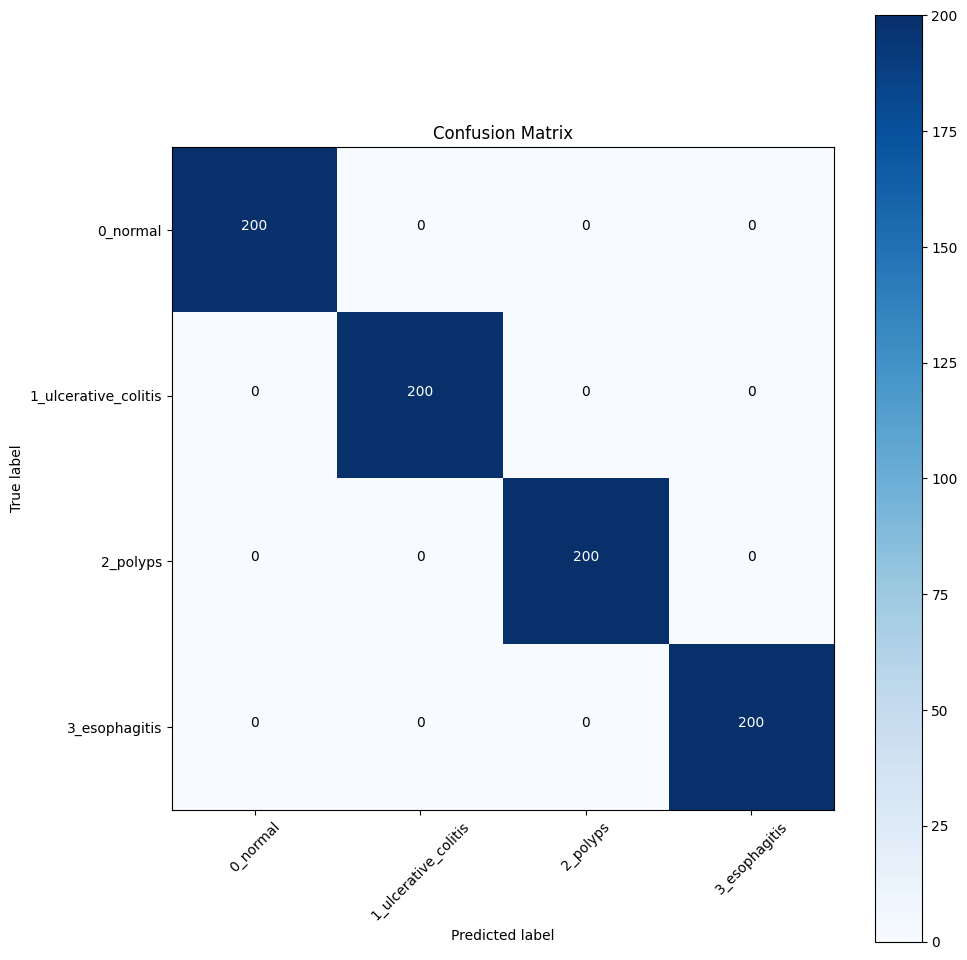 Confusion Matrix
True label
0_normal 200 0 0 0
1_ulcerative_colitis 0 200 0 0
2_polyps 0 0 200 0
3_esophagitis 0 0 0 200
0_normal 1_ulcerative_colitis 2_polyps 3_esophagitis
Predicted label
200
175
150
125
100
75
50
25
0